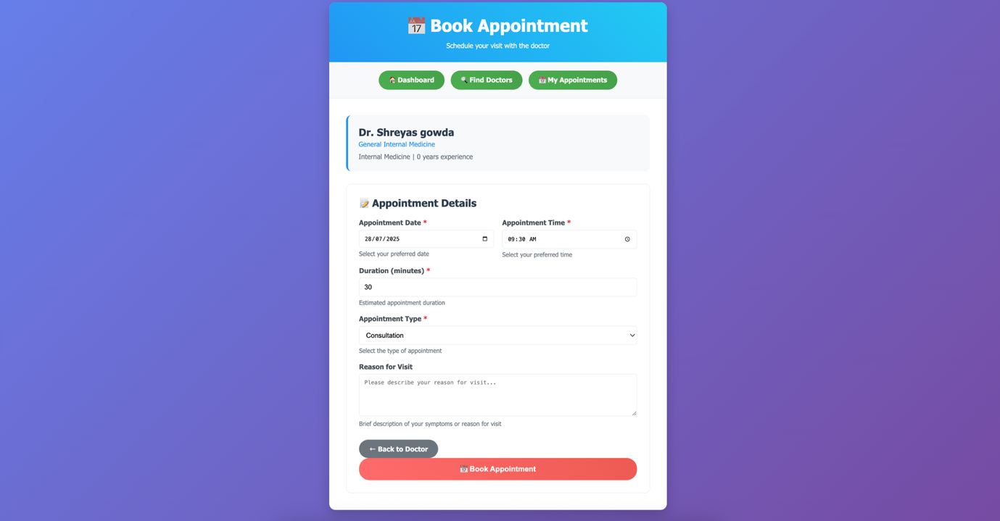 Book Appointment
Schedule your visit with the doctor
Dashboard Find Doctors My Appointments
Dr. Shreyas gowda
General Internal Medicine
Internal Medicine | 0 years experience
Appointment Details
Appointment Date * Appointment Time *
28/07/2025 09:30 AM
Select your preferred date Select your preferred time
Duration (minutes) *
30
Estimated appointment duration
Appointment Type *
Consultation
Select the type of appointment
Reason for Visit
Please describe your reason for visit...
Brief description of your symptoms or reason for visit
← Back to Doctor
Book Appointment